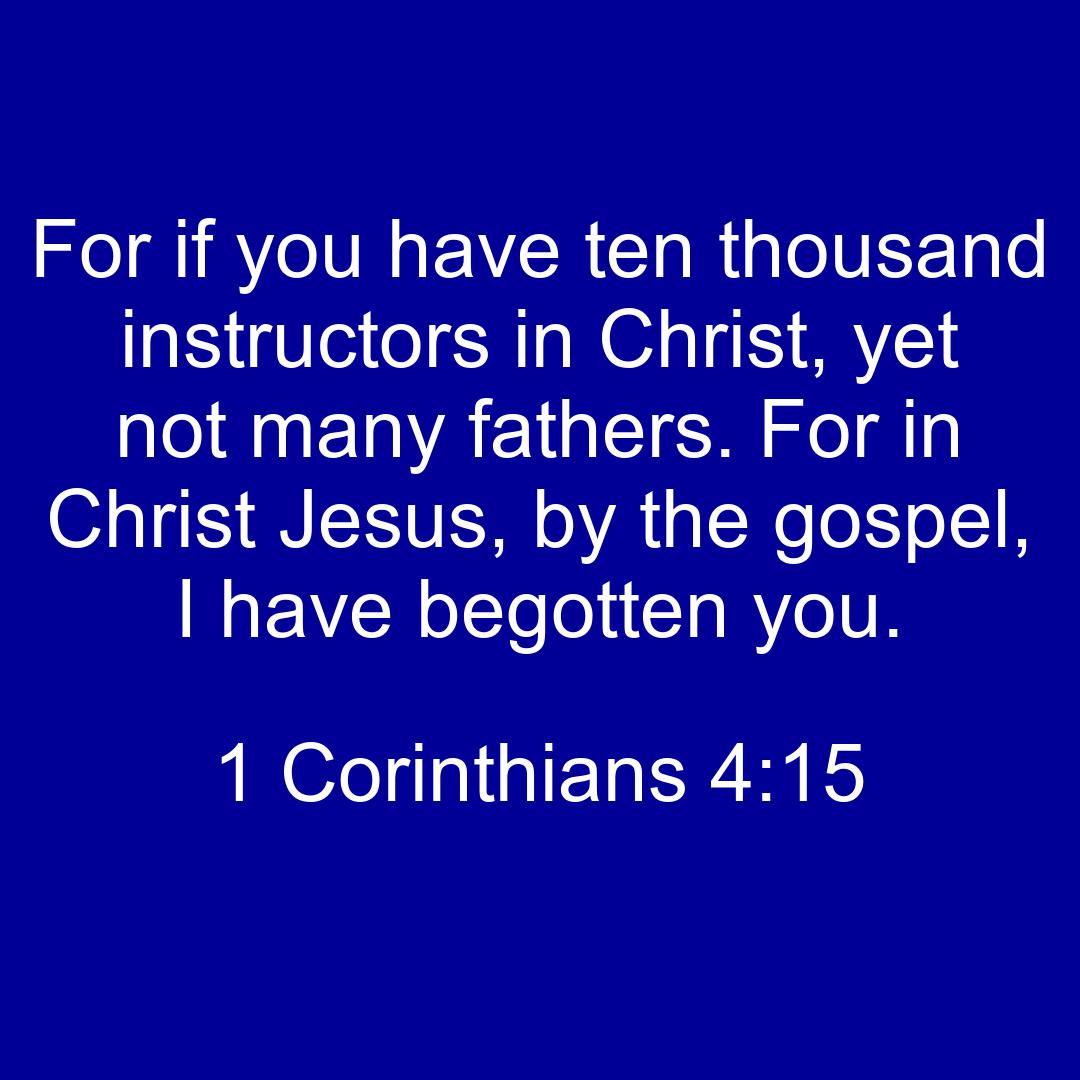 For if you have ten thousand
instructors in Christ, yet
not many fathers. For in
Christ Jesus, by the gospel,
I have begotten you.
1 Corinthians 4:15